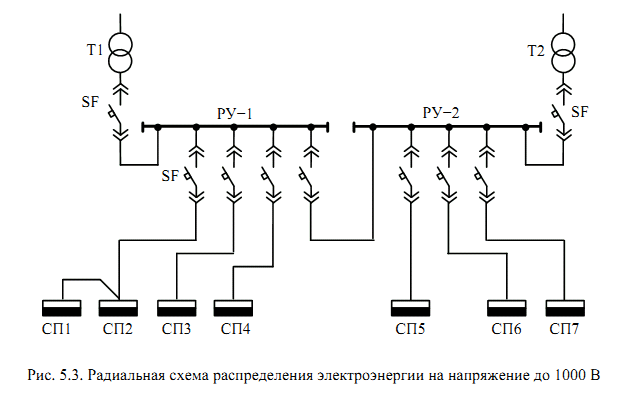 Т1
Т2
SF
SF
РУ−1
РУ−2
SF
СП1 СП2 СП3 СП4 СП5 СП6 СП7
Рис. 5.3. Радиальная схема распределения электроэнергии на напряжение до 1000 В